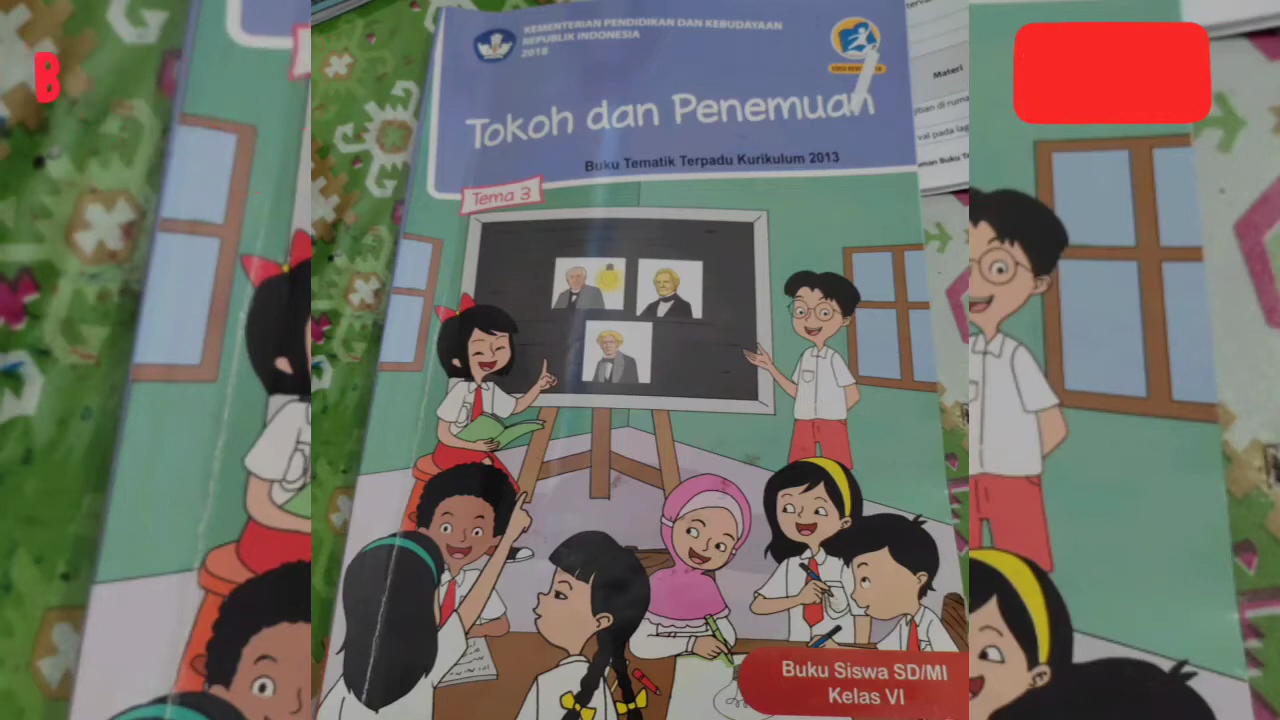 B
KEMENTERIAN PENDIDIKAN DAN KEBUDAYAAN
REPUBLIK INDONESIA
2018
Tokoh dan Penemuan
Buku Tematik Terpadu Kurikulum 2013
Tema 3
Materi
Buku Siswa SD/MI
Kelas VI